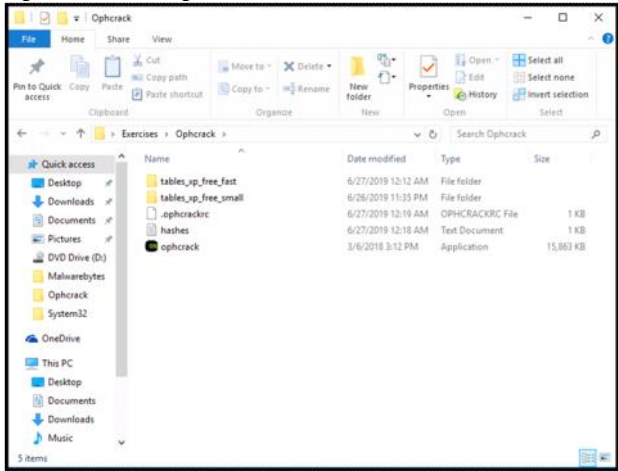 Ophcrack
File Home Share View
Pin to Quick access
Copy
Paste
Cut
Copy path
Paste shortcut
Clipboard
Move to
Copy to
Delete
Rename
Organize
New folder
New
Properties
Open
Edit
History
Open
Select all
Select none
Invert selection
Select
Exercises > Ophcrack >
Search Ophcrack
Quick access
Desktop
Downloads
Documents
Pictures
DVD Drive (D:)
Malwarebytes
Ophcrack
System32
OneDrive
This PC
Desktop
Documents
Downloads
Music
Name Date modified Type Size
tables_xp_free_fast 6/27/2019 12:12 AM File folder
tables_xp_free_small 6/26/2019 11:35 PM File folder
.ophcrackrc 6/27/2019 12:19 AM OPHCRACKRC File 1 KB
hashes 6/27/2019 12:18 AM Text Document 1 KB
ophcrack 3/6/2018 3:12 PM Application 15,863 KB
5 items